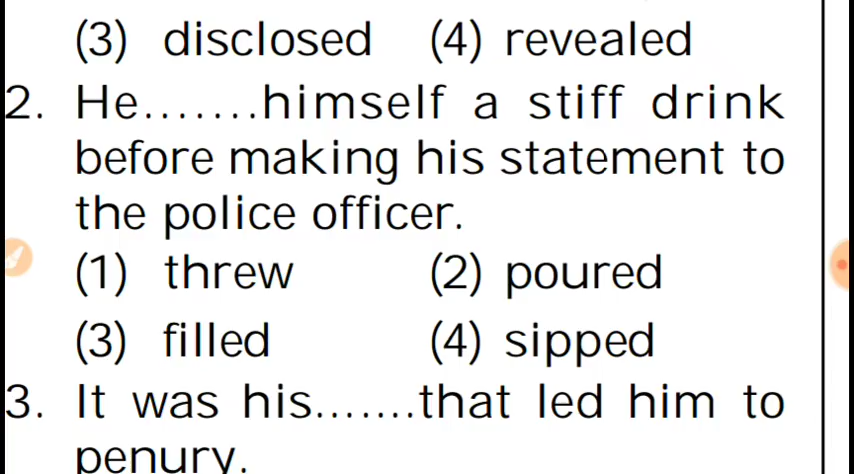 (3) disclosed (4) revealed
2. He.......himself a stiff drink
before making his statement to
the police officer.
(1) threw (2) poured
(3) filled (4) sipped
3. It was his.......that led him to
penury.